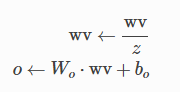 wv ← wv / z
o ← W_o · wv + b_o